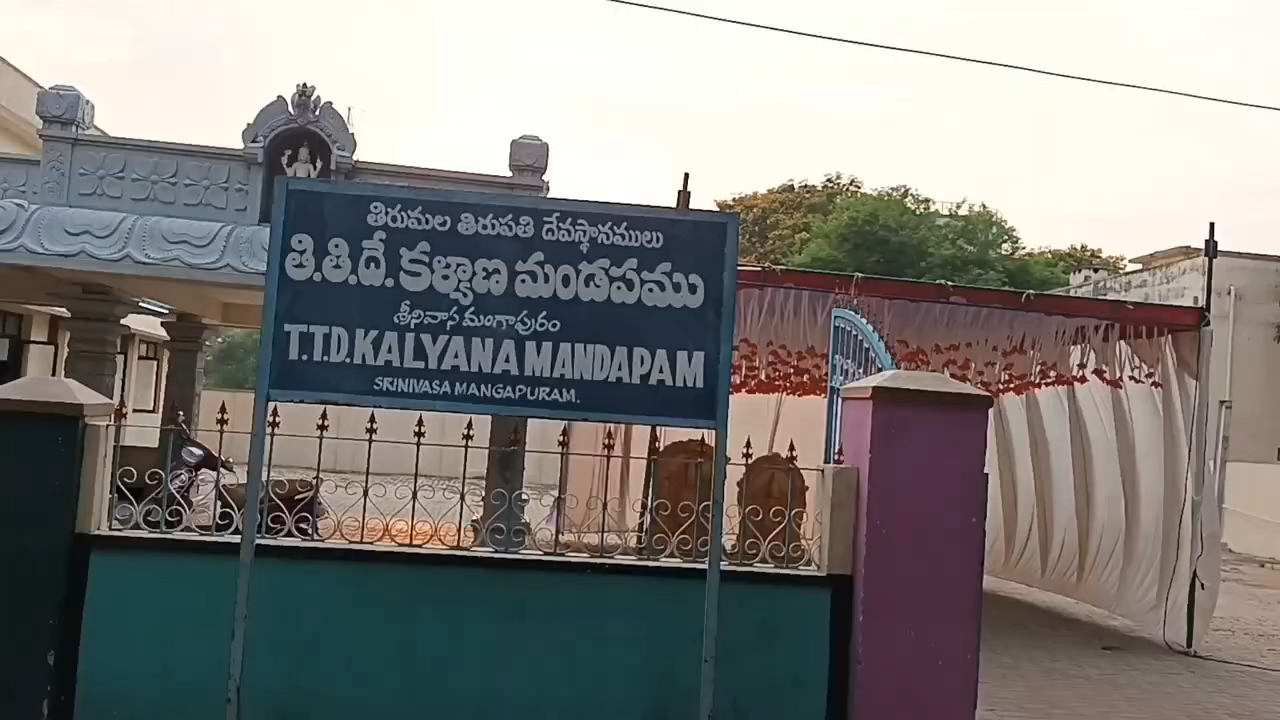 తిరుమల తిరుపతి దేవస్థానములు
తి.తి.దే. కళ్యాణ మండపము
శ్రీనివాస మంగాపురం
T.T.D. KALYANA MANDAPAM
SRINIVASA MANGAPURAM.